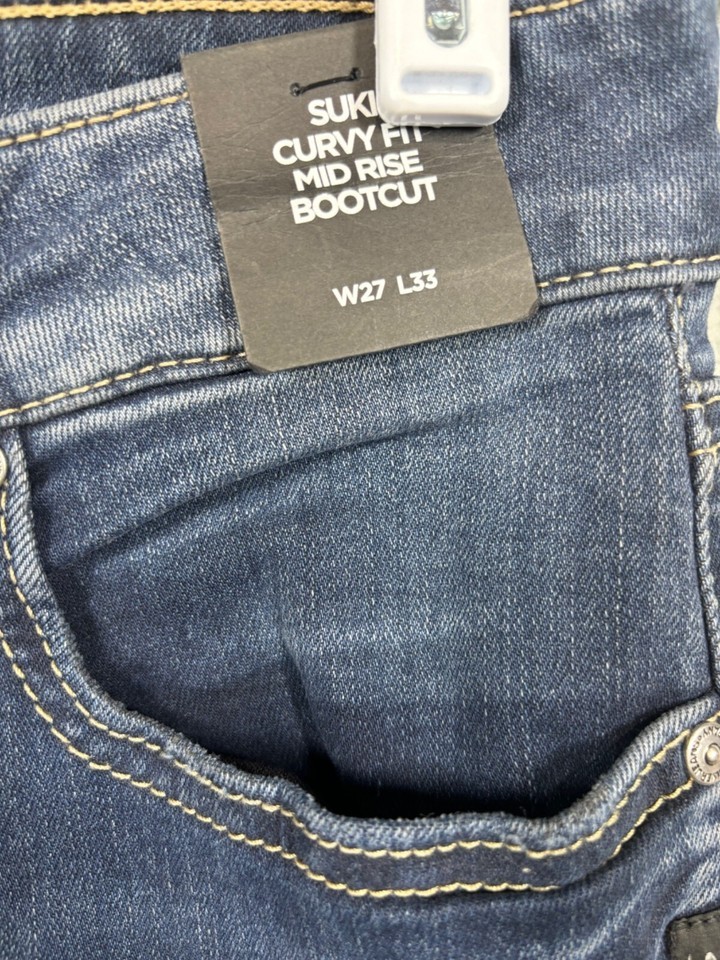 SUKI
CURVY FIT
MID RISE
BOOTCUT
W27 L33